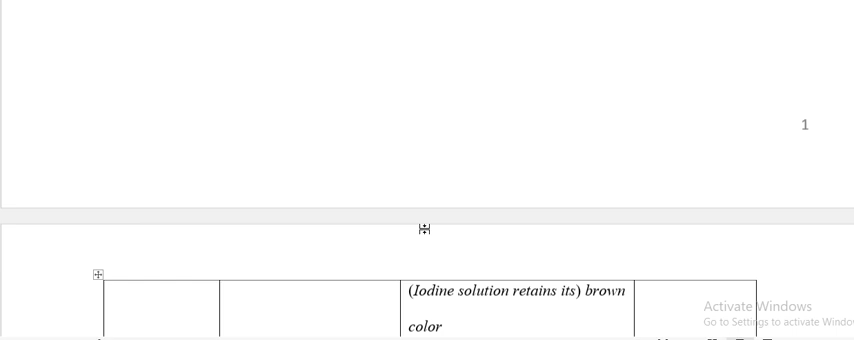 1
(Iodine solution retains its) brown
color
Activate Windows
Go to Settings to activate Windo